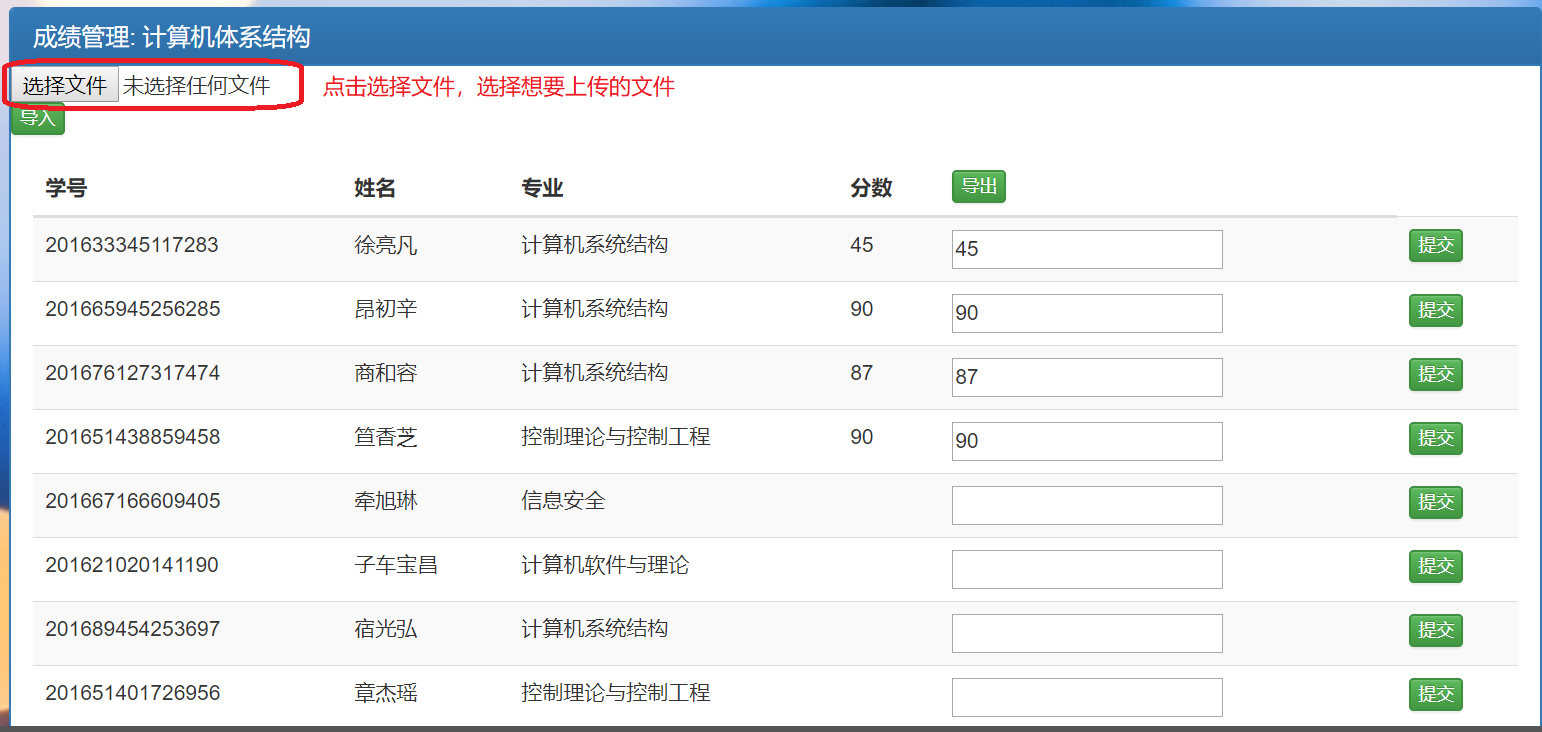 成绩管理: 计算机体系结构
选择文件 未选择任何文件 点击选择文件，选择想要上传的文件
导入
学号 姓名 专业 分数 导出
201633345117283 徐亮凡 计算机系统结构 45 45 提交
201665945256285 昂初辛 计算机系统结构 90 90 提交
201676127317474 商和容 计算机系统结构 87 87 提交
201651438859458 笪香芝 控制理论与控制工程 90 90 提交
201667166609405 牵旭琳 信息安全 提交
201621020141190 子车宝昌 计算机软件与理论 提交
201689454253697 宿光弘 计算机系统结构 提交
201651401726956 章杰瑶 控制理论与控制工程 提交